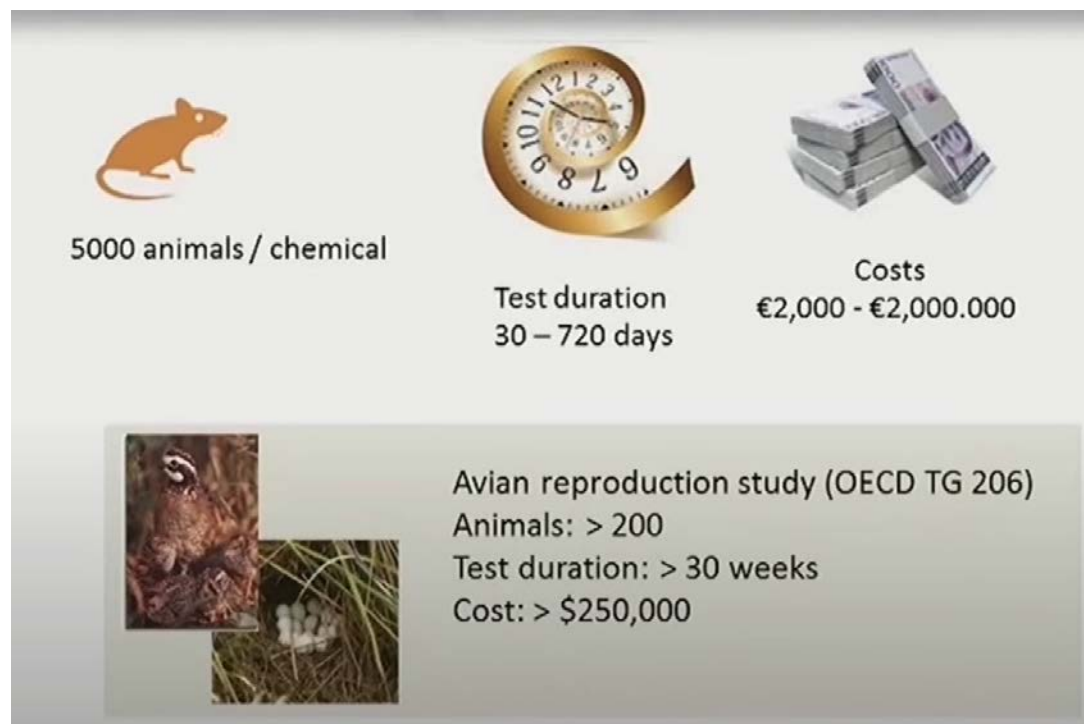 5000 animals / chemical
Test duration
30 – 720 days
Costs
€2,000 - €2,000.000
Avian reproduction study (OECD TG 206)
Animals: > 200
Test duration: > 30 weeks
Cost: > $250,000